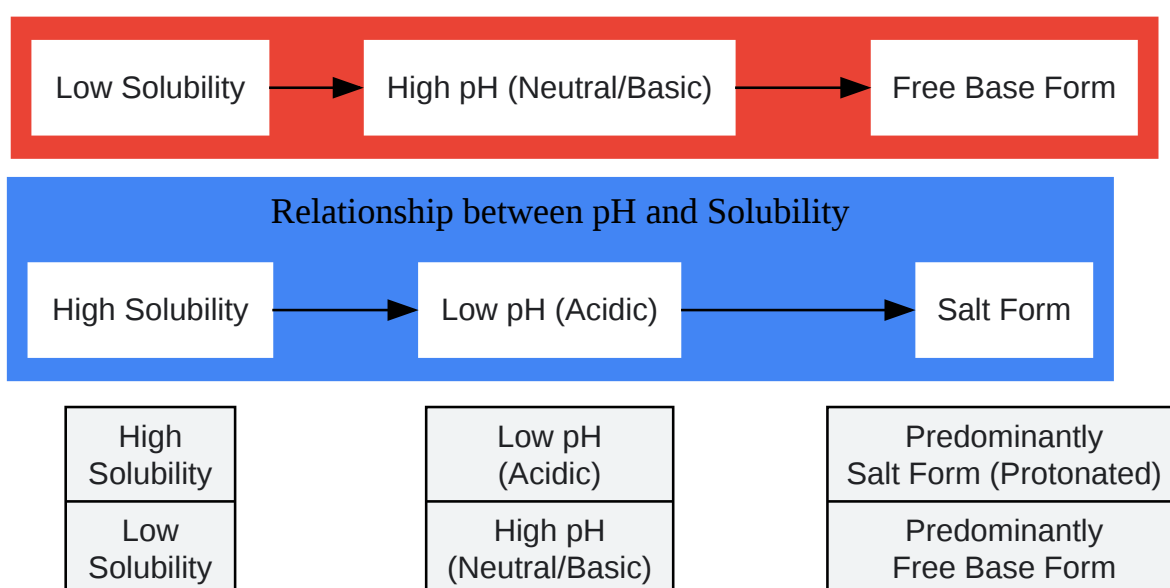 Low Solubility
High pH (Neutral/Basic)
Free Base Form
Relationship between pH and Solubility
High Solubility
Low pH (Acidic)
Salt Form
High
Solubility
Low pH
(Acidic)
Predominantly
Salt Form (Protonated)
Low
Solubility
High pH
(Neutral/Basic)
Predominantly
Free Base Form